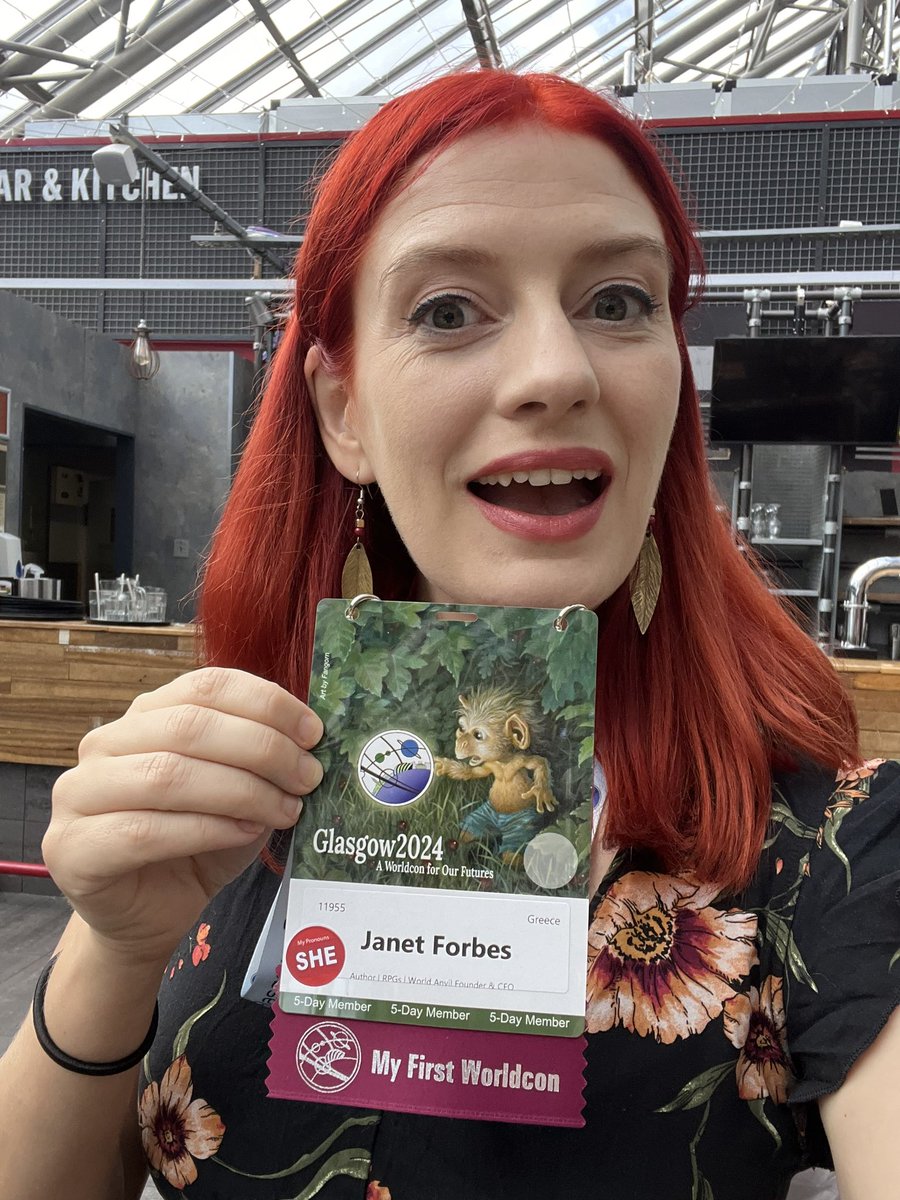 AR & KITCHEN
Art by Fangorn
Glasgow2024
A Worldcon for Our Futures
11955
Greece
My Pronouns
SHE
Janet Forbes
Author | RPGs | World Anvil Founder & CEO
5-Day Member 5-Day Member 5-Day Member
My First Worldcon